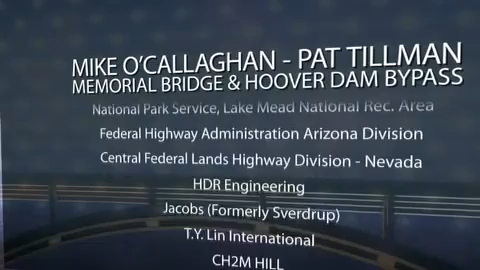 MIKE O'CALLAGHAN - PAT TILLMAN
MEMORIAL BRIDGE & HOOVER DAM BYPASS
National Park Service, Lake Mead National Rec. Area
Federal Highway Administration Arizona Division
Central Federal Lands Highway Division - Nevada
HDR Engineering
Jacobs (Formerly Sverdrup)
T.Y. Lin International
CH2M HILL